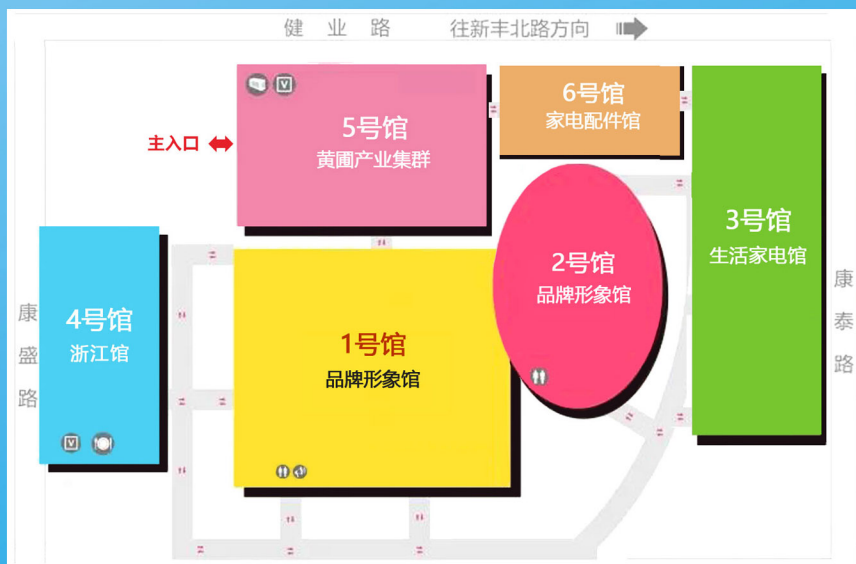 健业路 往新丰北路方向
5号馆
黄圃产业集群
6号馆
家电配件馆
主入口
3号馆
生活家电馆
2号馆
品牌形象馆
4号馆
浙江馆
1号馆
品牌形象馆
康盛路
康泰路
V
V